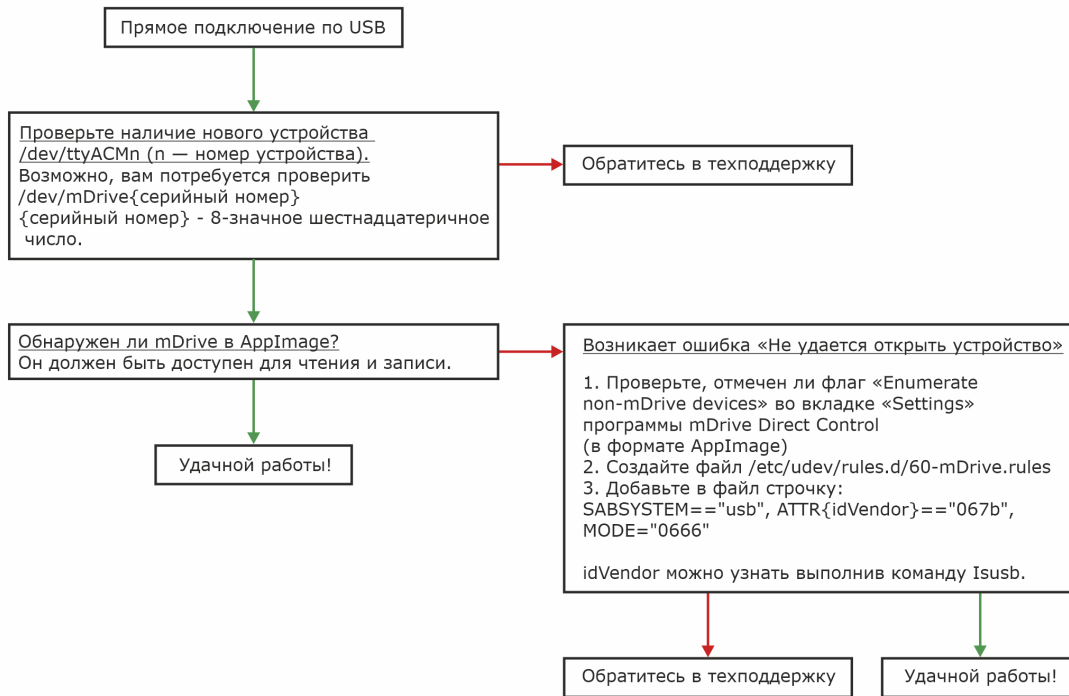 Прямое подключение по USB
Проверьте наличие нового устройства
/dev/ttyACMn (n — номер устройства).
Возможно, вам потребуется проверить
/dev/mDrive{серийный номер}
{серийный номер} - 8-значное шестнадцатеричное
число.
Обратитесь в техподдержку
Обнаружен ли mDrive в AppImage?
Он должен быть доступен для чтения и записи.
Удачной работы!
Возникает ошибка «Не удается открыть устройство»
1. Проверьте, отмечен ли флаг «Enumerate
non-mDrive devices» во вкладке «Settings»
программы mDrive Direct Control
(в формате AppImage)
2. Создайте файл /etc/udev/rules.d/60-mDrive.rules
3. Добавьте в файл строчку:
SABSYSTEM=="usb", ATTR{idVendor}=="067b",
MODE="0666"
idVendor можно узнать выполнив команду Isusb.
Обратитесь в техподдержку
Удачной работы!